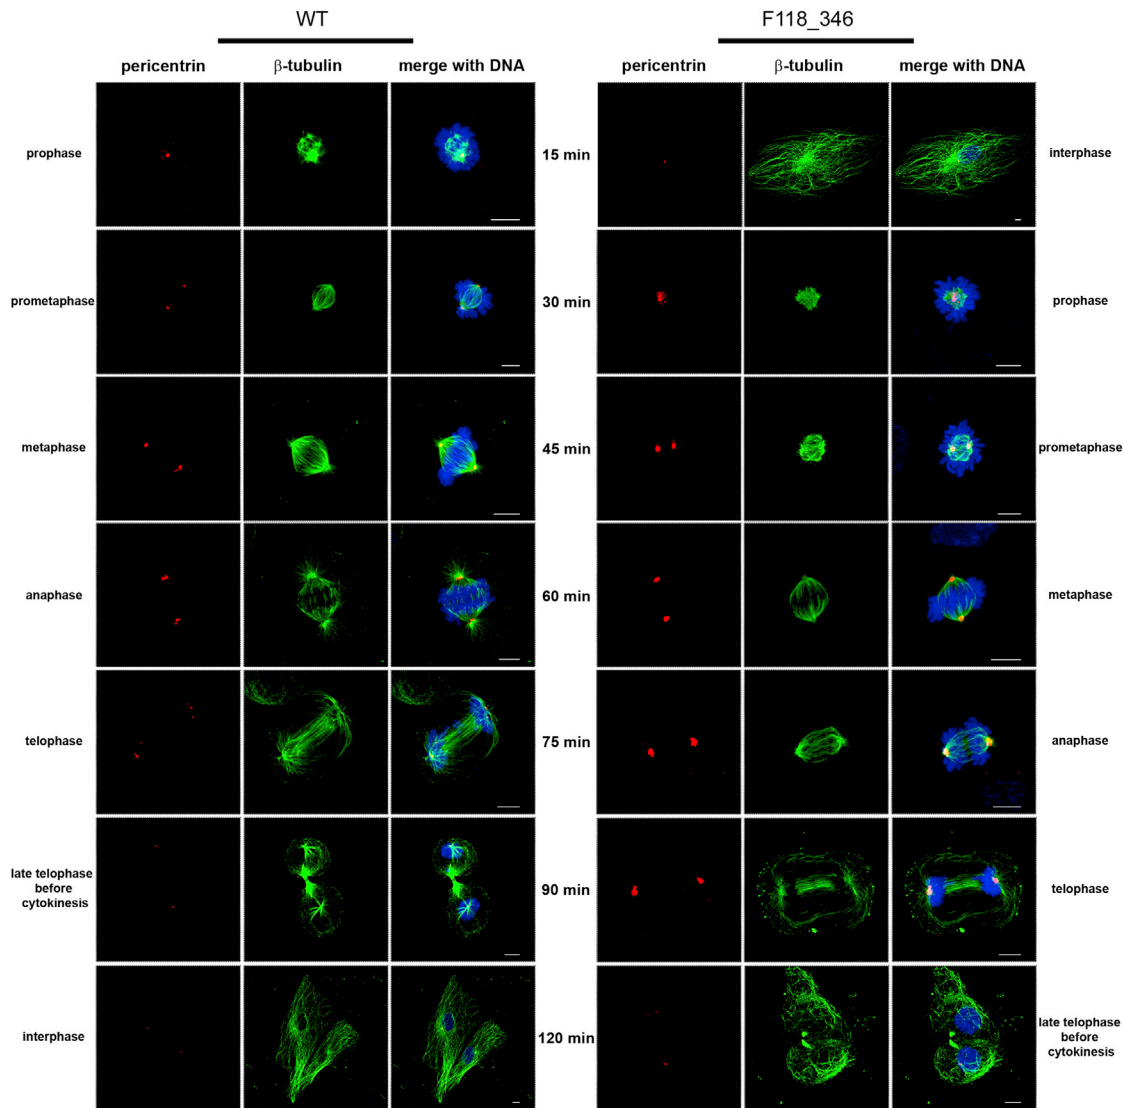 WT F118_346
pericentrin β-tubulin merge with DNA pericentrin β-tubulin merge with DNA
prophase 15 min interphase
prometaphase 30 min prophase
metaphase 45 min prometaphase
anaphase 60 min metaphase
telophase 75 min anaphase
late telophase
before
cytokinesis
90 min telophase
interphase 120 min
late telophase
before
cytokinesis